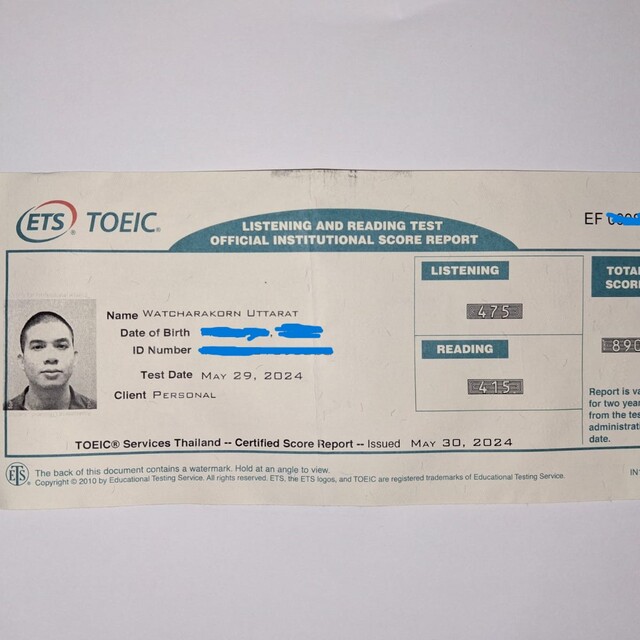 ETS® TOEIC®
LISTENING AND READING TEST
OFFICIAL INSTITUTIONAL SCORE REPORT
EF
LISTENING
475
READING
415
TOTAL
SCORE
890
Name WATCHARAKORN UTTARAT
Date of Birth
ID Number
Test Date MAY 29, 2024
Client PERSONAL
Report is va
for two year
from the tes
administrati
date.
TOEIC® Services Thailand -- Certified Score Report -- Issued MAY 30, 2024
ETS®
The back of this document contains a watermark. Hold at an angle to view.
Copyright © 2010 by Educational Testing Service. All rights reserved. ETS, the ETS logos, and TOEIC are registered trademarks of Educational Testing Service.